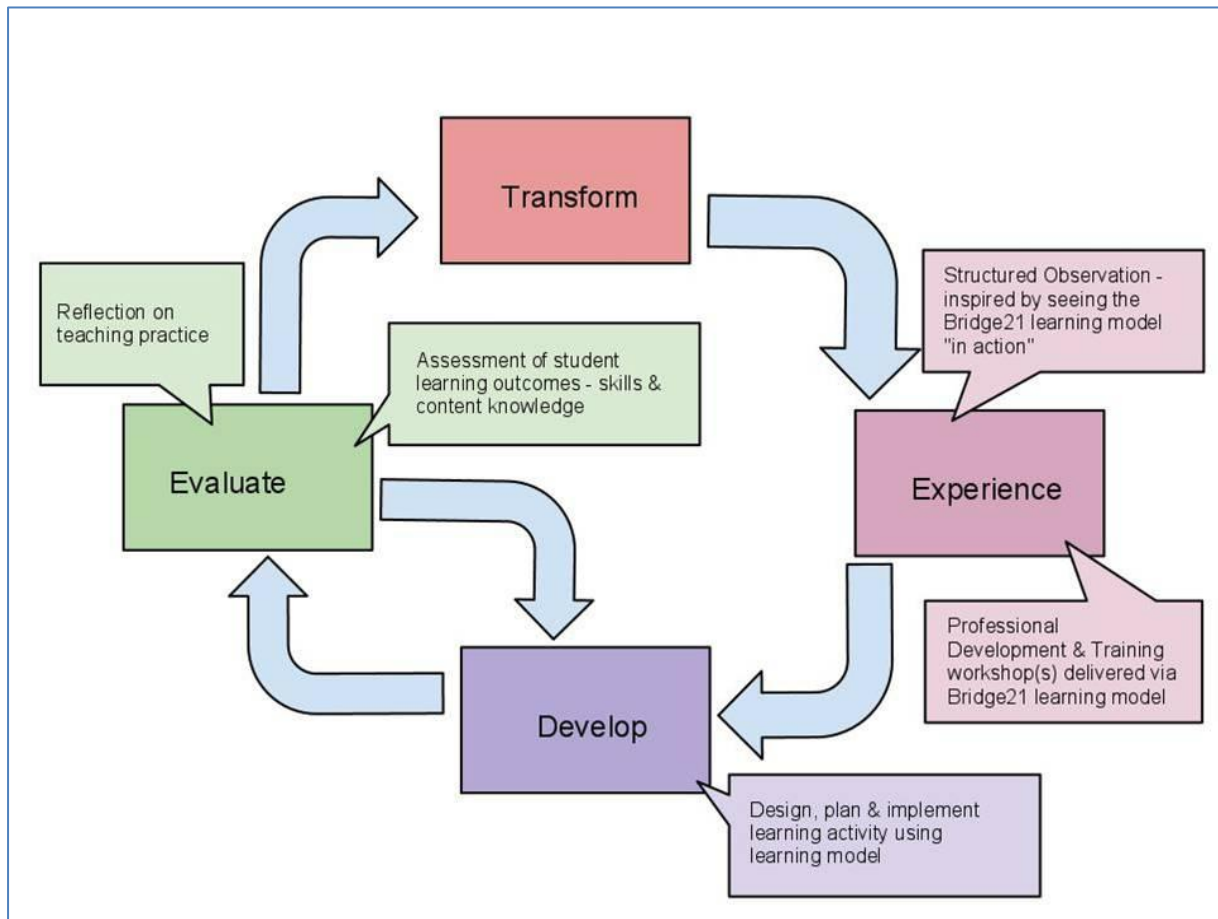 Transform
Structured Observation -
inspired by seeing the
Bridge21 learning model
"in action"
Reflection on
teaching practice
Assessment of student
learning outcomes - skills &
content knowledge
Evaluate
Experience
Professional
Development & Training
workshop(s) delivered via
Bridge21 learning model
Develop
Design, plan & implement
learning activity using
learning model